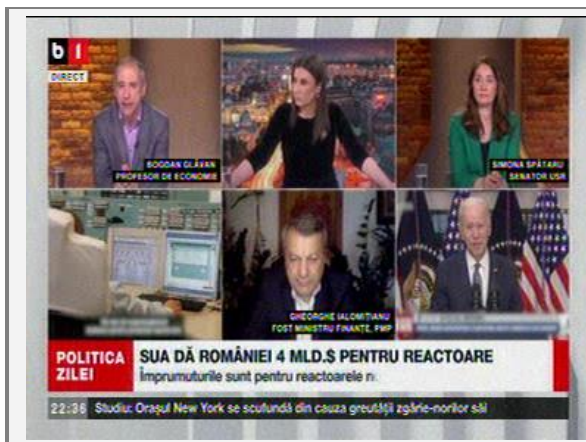 b1
DIRECT
BOGDAN GLĂVAN
PROFESOR DE ECONOMIE
SIMONA SPĂTARU
SENATOR USR
GHEORGHE IALOMIȚIANU
FOST MINISTRU FINANȚE, PMP
POLITICA
ZILEI
SUA DĂ ROMÂNIEI 4 MLD.$ PENTRU REACTOARE
Împrumuturile sunt pentru reactoarele n
22:36 Studiu: Orașul New York se scufundă din cauza greutății zgârie-norilor săi